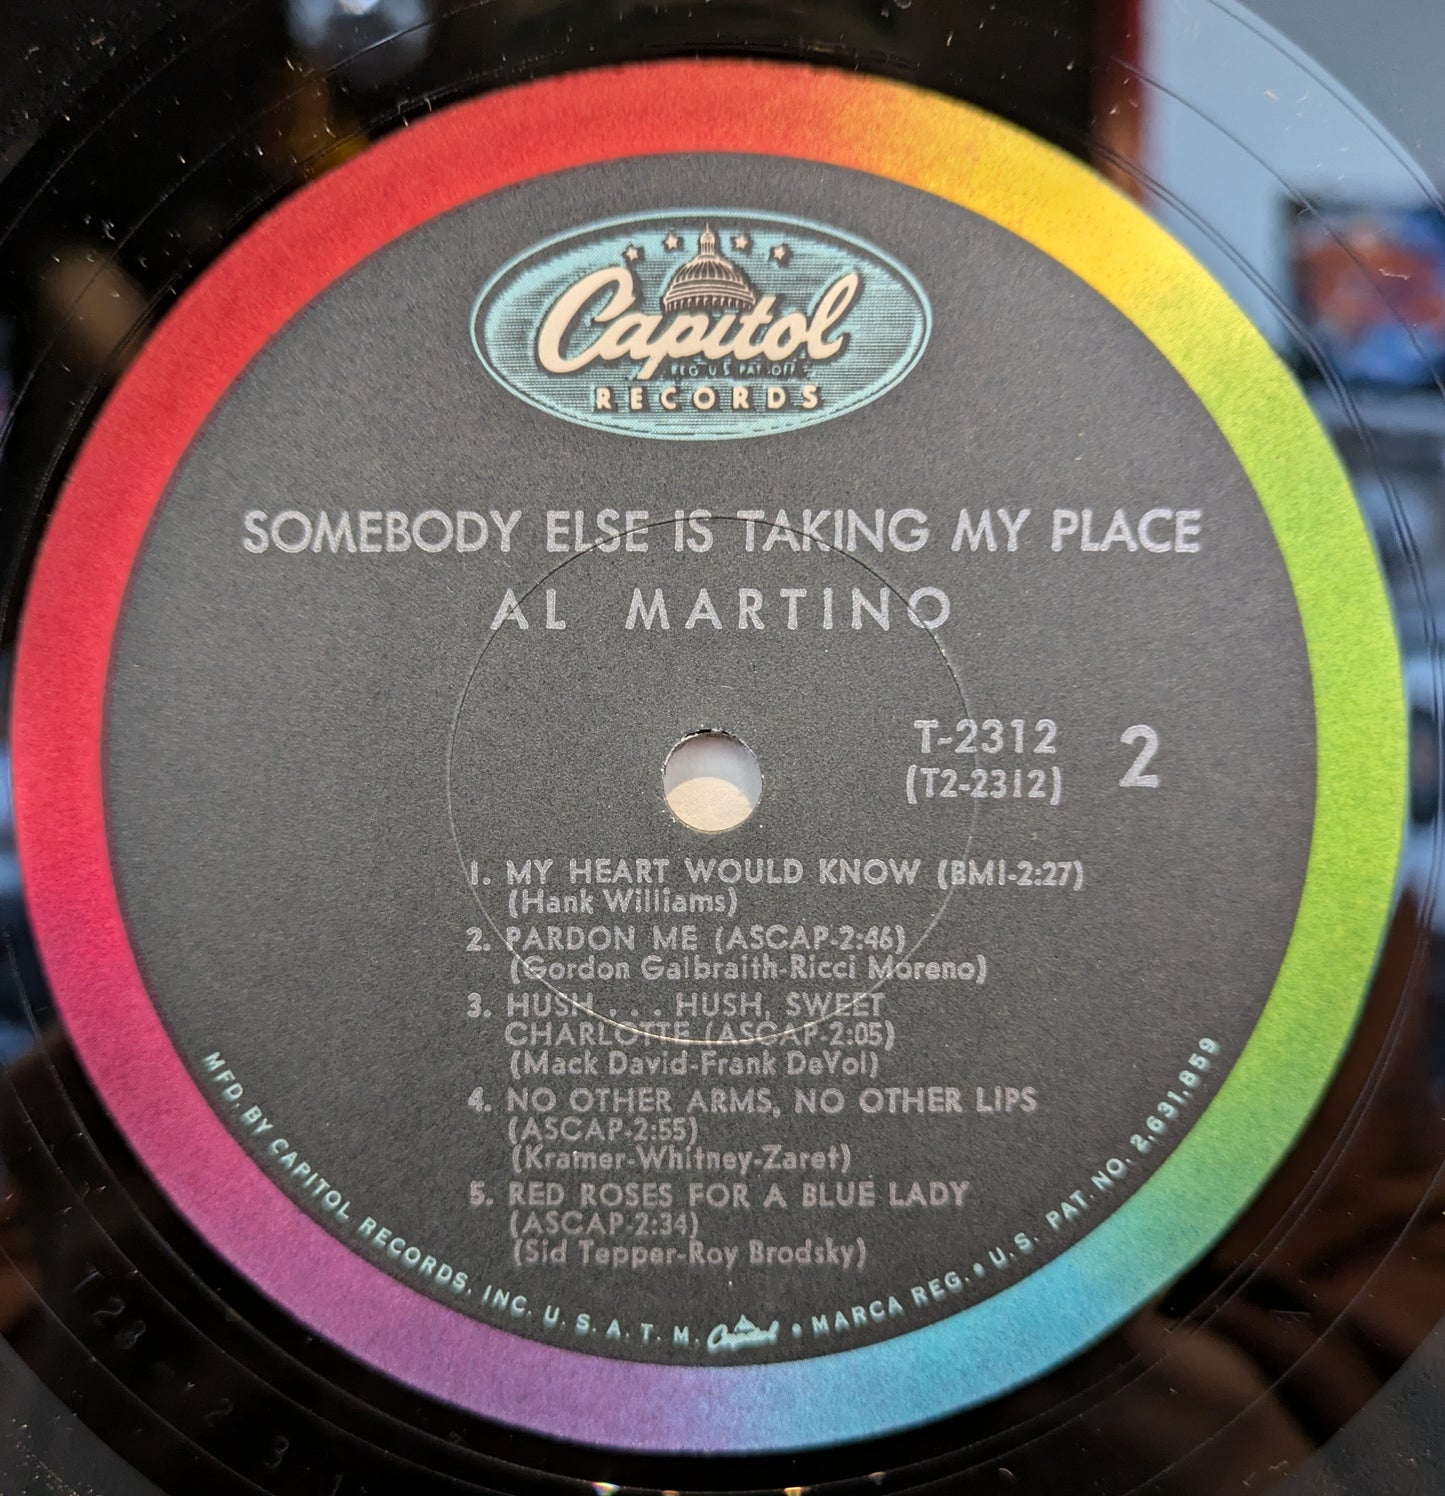 Capitol
REG. U.S. PAT. OFF.
RECORDS
SOMEBODY ELSE IS TAKING MY PLACE
AL MARTINO
T-2312
(T2-2312)
2
1. MY HEART WOULD KNOW (BMI-2:27)
(Hank Williams)
2. PARDON ME (ASCAP-2:46)
(Gordon Galbraith-Ricci Moreno)
3. HUSH . . . HUSH, SWEET
CHARLOTTE (ASCAP-2:05)
(Mack David-Frank DeVol)
4. NO OTHER ARMS, NO OTHER LIPS
(ASCAP-2:55)
(Kramer-Whitney-Zaret)
5. RED ROSES FOR A BLUE LADY
(ASCAP-2:34)
(Sid Tepper-Roy Brodsky)
MFD. BY CAPITOL RECORDS, INC. U.S.A. T.M. Capitol • MARCA REG. • U.S. PAT. NO. 2,631,859